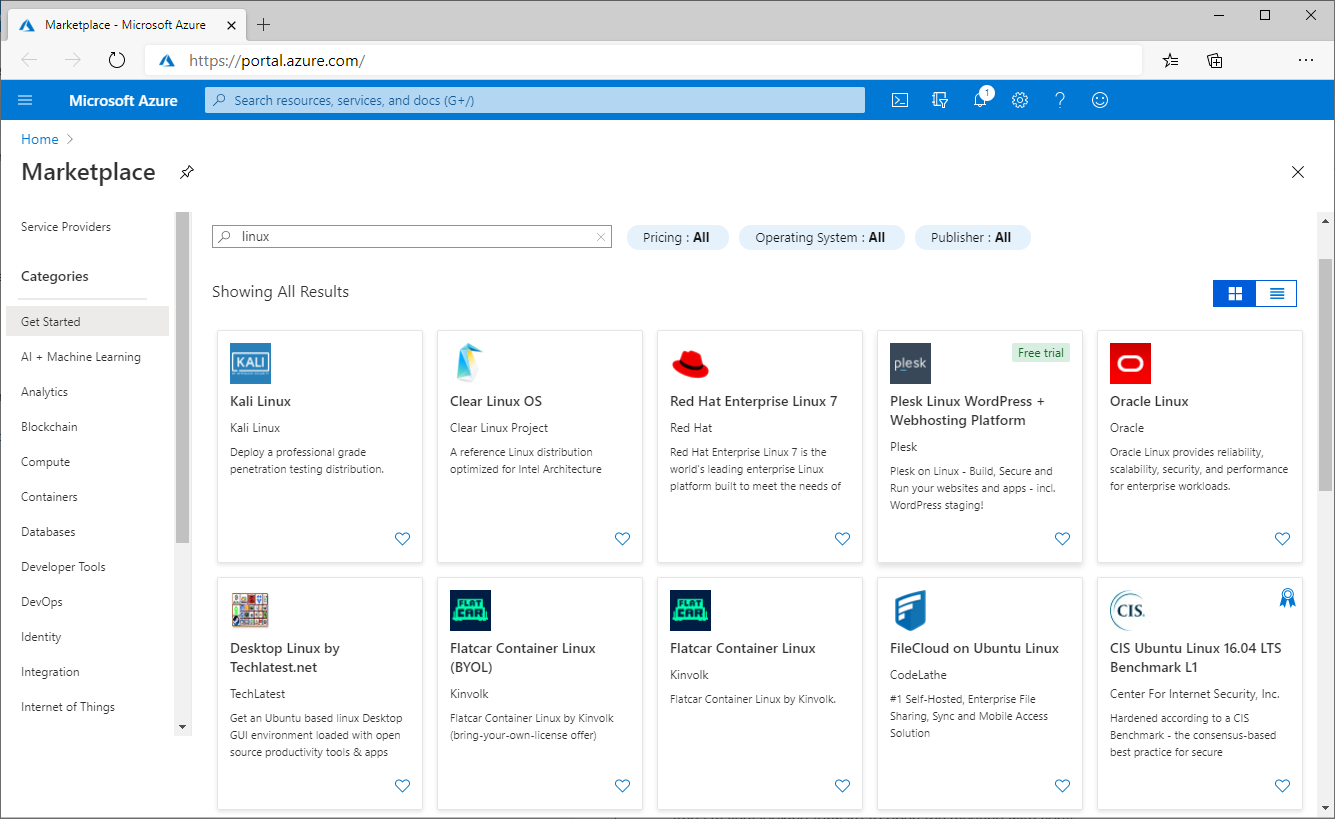 Marketplace - Microsoft Azure
https://portal.azure.com/
Microsoft Azure
Search resources, services, and docs (G+/)
1
Home
Marketplace
Service Providers
Categories
Get Started
AI + Machine Learning
Analytics
Blockchain
Compute
Containers
Databases
Developer Tools
DevOps
Identity
Integration
Internet of Things
linux
Pricing : All
Operating System : All
Publisher : All
Showing All Results
KALI
Kali Linux
Kali Linux
Deploy a professional grade
penetration testing distribution.
Clear Linux OS
Clear Linux Project
A reference Linux distribution
optimized for Intel Architecture
Red Hat Enterprise Linux 7
Red Hat
Red Hat Enterprise Linux 7 is the
world's leading enterprise Linux
platform built to meet the needs of
plesk
Free trial
Plesk Linux WordPress +
Webhosting Platform
Plesk
Plesk on Linux - Build, Secure and
Run your websites and apps - incl.
WordPress staging!
Oracle Linux
Oracle
Oracle Linux provides reliability,
scalability, security, and performance
for enterprise workloads.
Desktop Linux by
Techlatest.net
TechLatest
Get an Ubuntu based linux Desktop
GUI environment loaded with open
source productivity tools & apps
FLAT
CAR
Flatcar Container Linux
(BYOL)
Kinvolk
Flatcar Container Linux by Kinvolk
(bring-your-own-license offer)
FLAT
CAR
Flatcar Container Linux
Kinvolk
Flatcar Container Linux by Kinvolk.
FileCloud on Ubuntu Linux
CodeLathe
#1 Self-Hosted, Enterprise File
Sharing, Sync and Mobile Access
Solution
CIS.
CIS Ubuntu Linux 16.04 LTS
Benchmark L1
Center For Internet Security, Inc.
Hardened according to a CIS
Benchmark - the consensus-based
best practice for secure